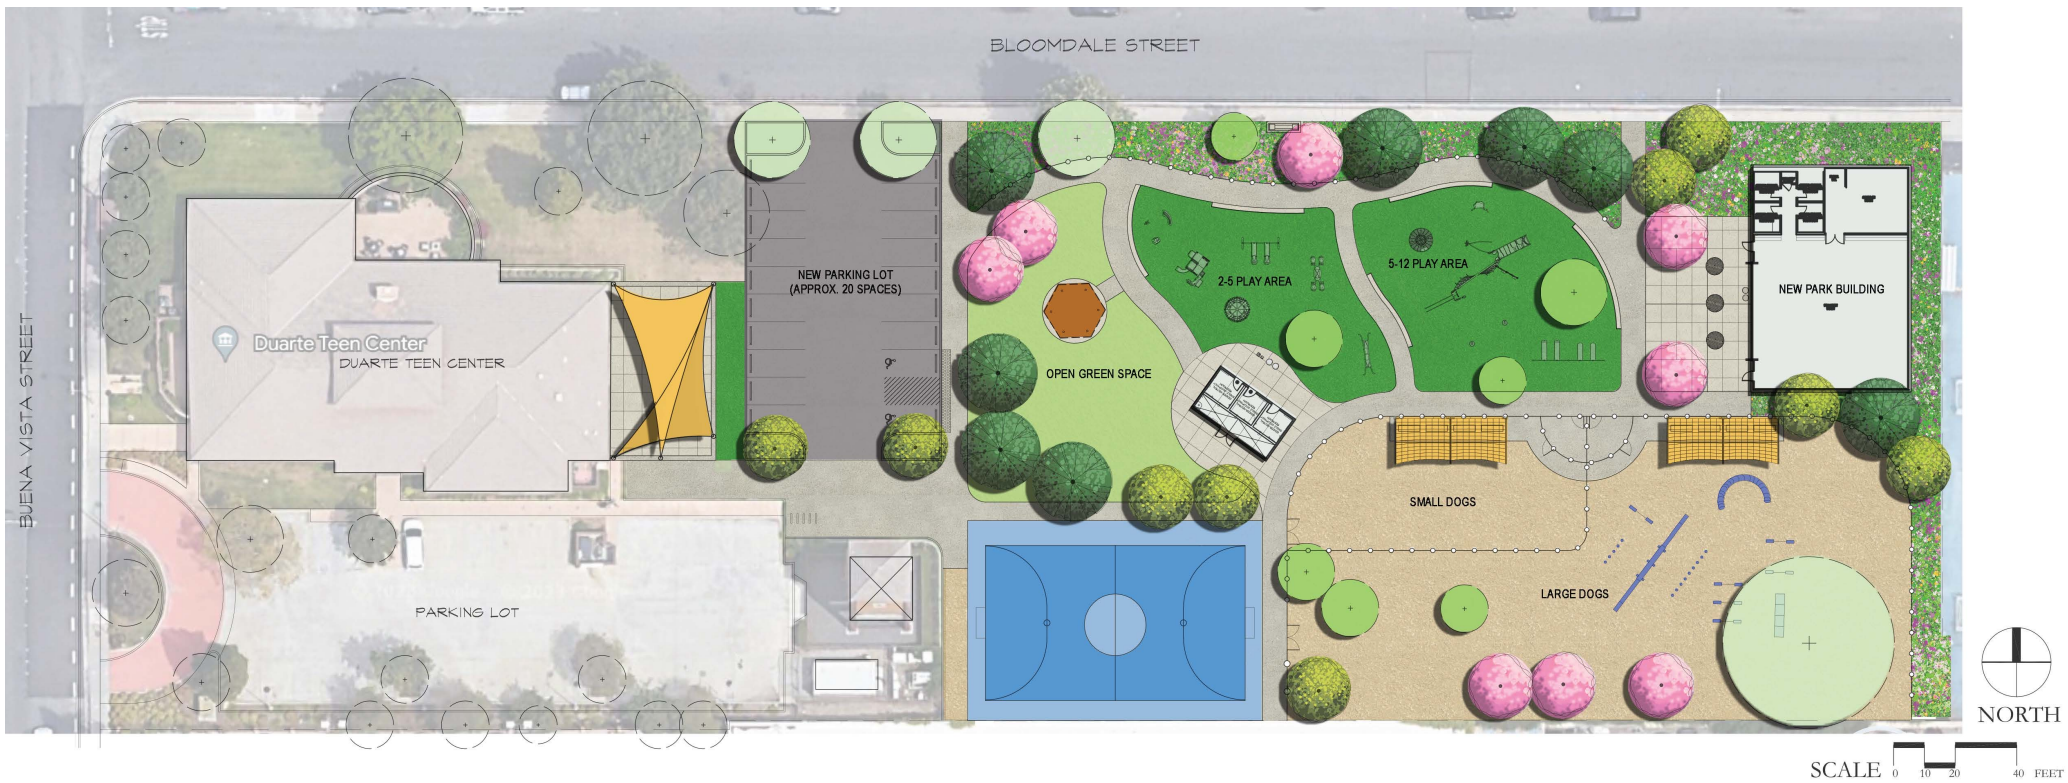 BLOOMDALE STREET
BUENA VISTA STREET
Duarte Teen Center
DUARTE TEEN CENTER
NEW PARKING LOT
(APPROX. 20 SPACES)
OPEN GREEN SPACE
2-5 PLAY AREA
5-12 PLAY AREA
NEW PARK BUILDING
SMALL DOGS
LARGE DOGS
PARKING LOT
NORTH
SCALE 0 10 20 40 FEET